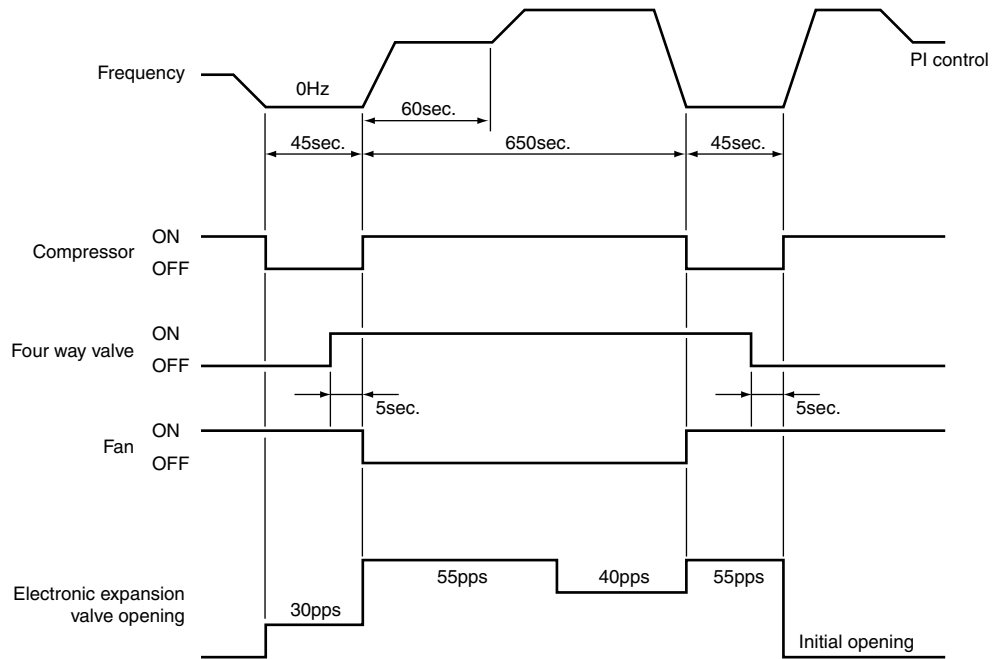 Frequency
0Hz
60sec.
PI control
45sec.
650sec.
45sec.
Compressor
ON
OFF
Four way valve
ON
OFF
5sec.
5sec.
Fan
ON
OFF
Electronic expansion
valve opening
30pps
55pps
40pps
55pps
Initial opening